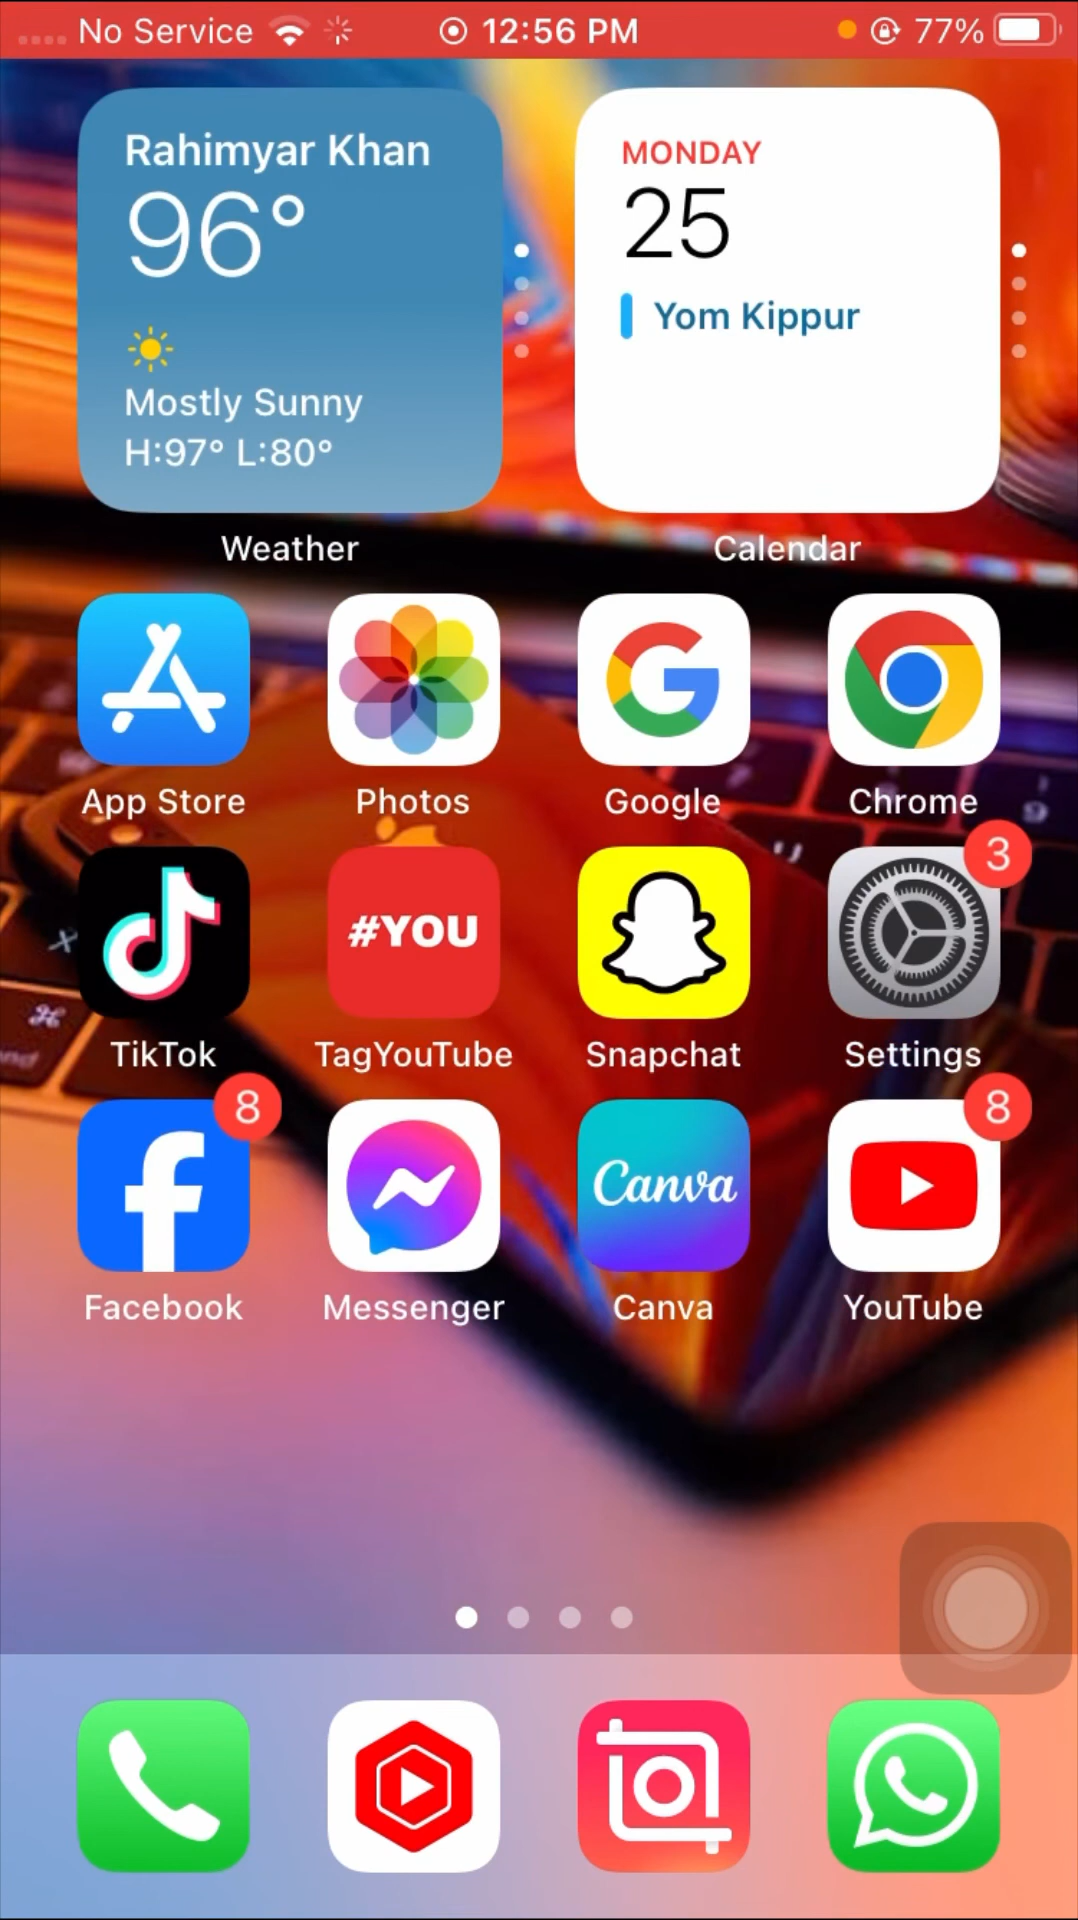 No Service 12:56 PM 77%
Rahimyar Khan
96°
Mostly Sunny
H:97° L:80°
Weather
MONDAY
25
Yom Kippur
Calendar
App Store Photos Google Chrome
#YOU
3
TikTok TagYouTube Snapchat Settings
8
Canva
8
Facebook Messenger Canva YouTube